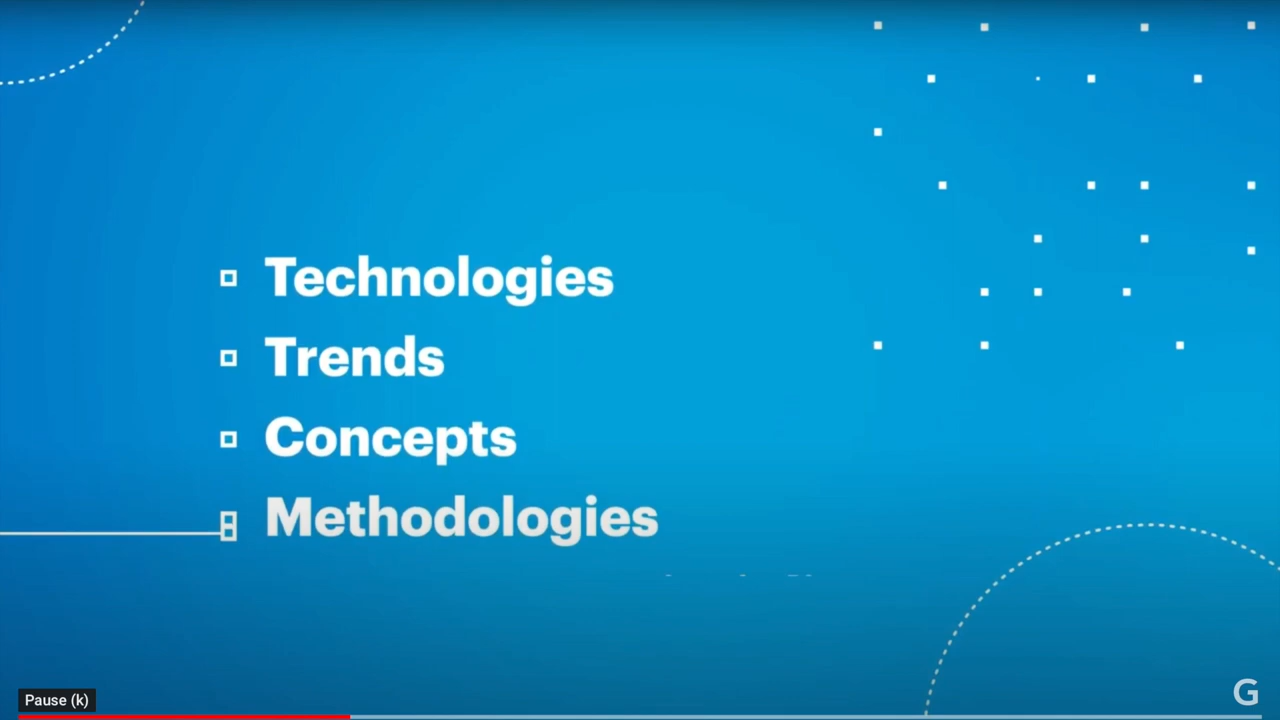 Technologies
Trends
Concepts
Methodologies
Pause (k)
G